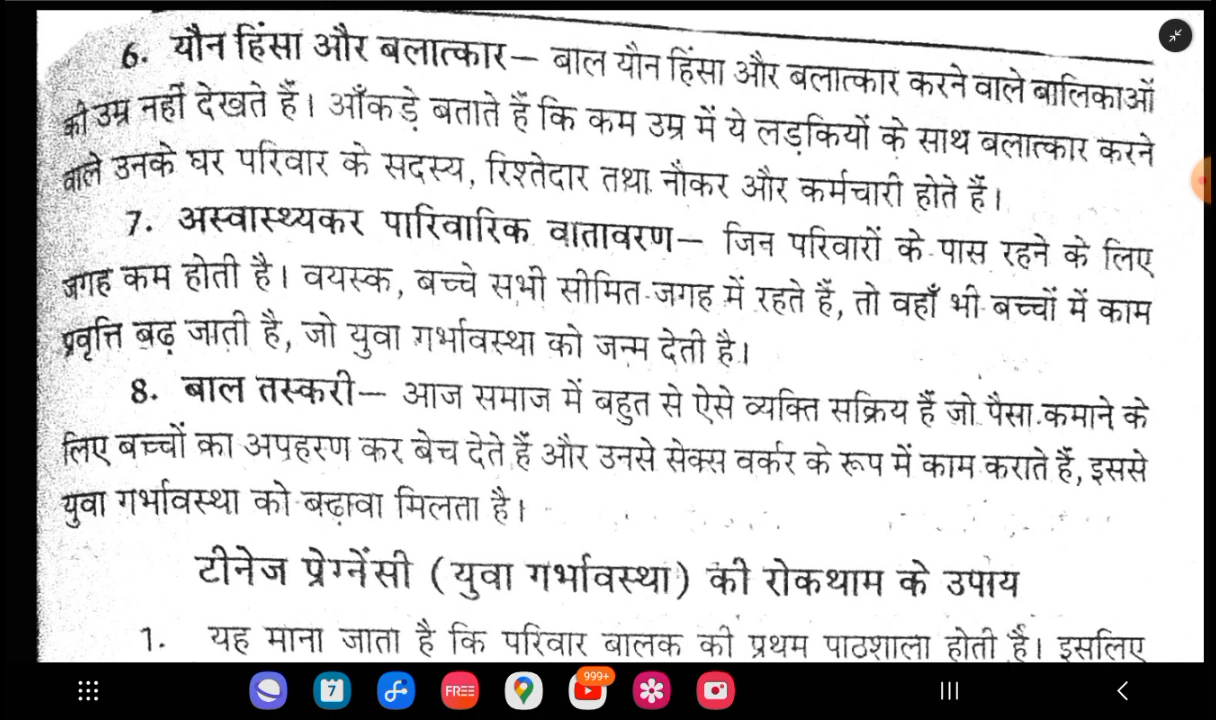 6. यौन हिंसा और बलात्कार– बाल यौन हिंसा और बलात्कार करने वाले बालिकाओं
की उम्र नहीं देखते हैं। आँकड़े बताते हैं कि कम उम्र में ये लड़कियों के साथ बलात्कार करने
वाले उनके घर परिवार के सदस्य, रिश्तेदार तथा नौकर और कर्मचारी होते हैं।
7. अस्वास्थ्यकर पारिवारिक वातावरण– जिन परिवारों के पास रहने के लिए
जगह कम होती है। वयस्क, बच्चे सभी सीमित जगह में रहते हैं, तो वहाँ भी बच्चों में काम
प्रवृत्ति बढ़ जाती है, जो युवा गर्भावस्था को जन्म देती है।
8. बाल तस्करी– आज समाज में बहुत से ऐसे व्यक्ति सक्रिय हैं जो पैसा कमाने के
लिए बच्चों का अपहरण कर बेच देते हैं और उनसे सेक्स वर्कर के रूप में काम कराते हैं, इससे
युवा गर्भावस्था को बढ़ावा मिलता है।
टीनेज प्रेग्नेंसी (युवा गर्भावस्था) की रोकथाम के उपाय
1. यह माना जाता है कि परिवार बालक की प्रथम पाठशाला होती है। इसलिए
7
FREE
999+